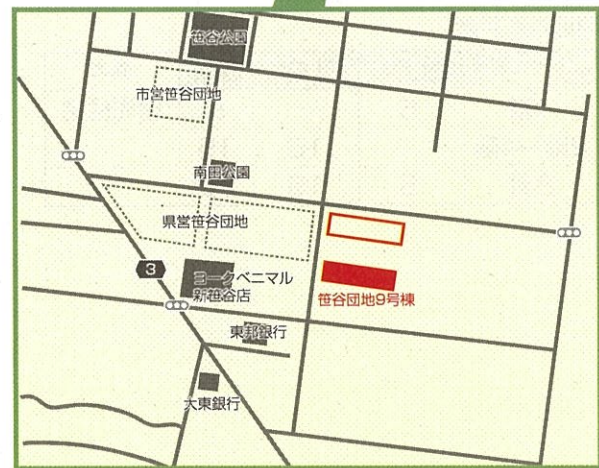 笹谷公園
市営笹谷団地
南田公園
県営笹谷団地
3
ヨークベニマル
新笹谷店
笹谷団地9号棟
東邦銀行
大東銀行